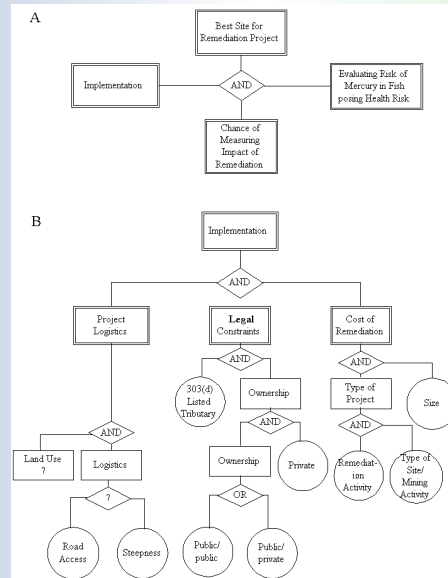 A
Best Site for
Remediation Project
Implementation
AND
Evaluating Risk of
Mercury in Fish
posing Health Risk
Chance of
Measuring
Impact of
Remediation
B
Implementation
AND
Project
Logistics
Legal
Constraints
Cost of
Remediation
AND
AND
303(d)
Listed
Tributary
Ownership
Type of
Project
Size
AND
AND
AND
Land Use
?
Logistics
Ownership
Private
Remediat-
ion
Activity
Type of
Site/
Mining
Activity
?
OR
Road
Access
Steepness
Public/
public
Public/
private